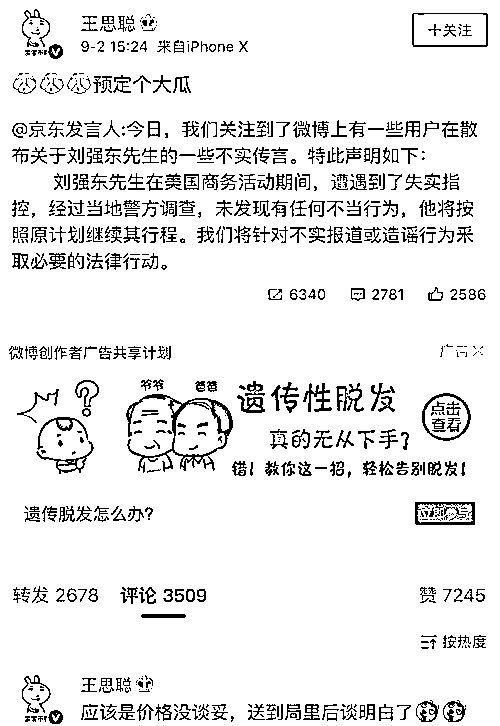 王思聪
9-2 15:24 来自iPhone X
+关注
预定个大瓜
@京东发言人:今日，我们关注到了微博上有一些用户在散
布关于刘强东先生的一些不实传言。特此声明如下：
刘强东先生在美国商务活动期间，遭遇到了失实指
控，经过当地警方调查，未发现有任何不当行为，他将按
照原计划继续其行程。我们将针对不实报道或造谣行为采
取必要的法律行动。
6340 2781 2586
微博创作者广告共享计划
广告 X
爷爷 爸爸
遗传性脱发
真的无从下手?
错! 教你这一招，轻松告别脱发!
点击
查看
遗传脱发怎么办?
转发 2678 评论 3509 赞 7245
按热度
王思聪
应该是价格没谈妥，送到局里后谈明白了